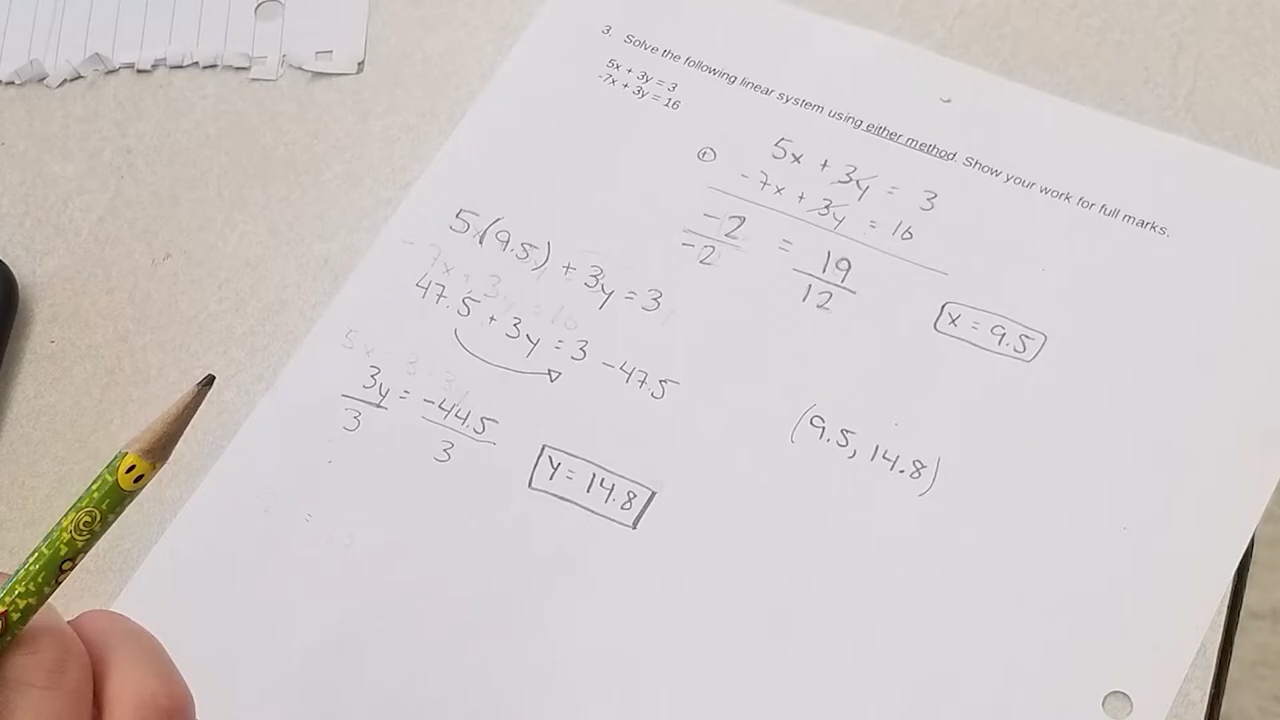 3. Solve the following linear system using either method. Show your work for full marks.
5x + 3y = 3
-7x + 3y = 16
⊕ 5x + 3y = 3
-7x + 3y = 16
-2/-2 = 19/12
x = 9.5
5(9.5) + 3y = 3
47.5 + 3y = 3 - 47.5
3y/3 = -44.5/3
y = 14.8
(9.5, 14.8)